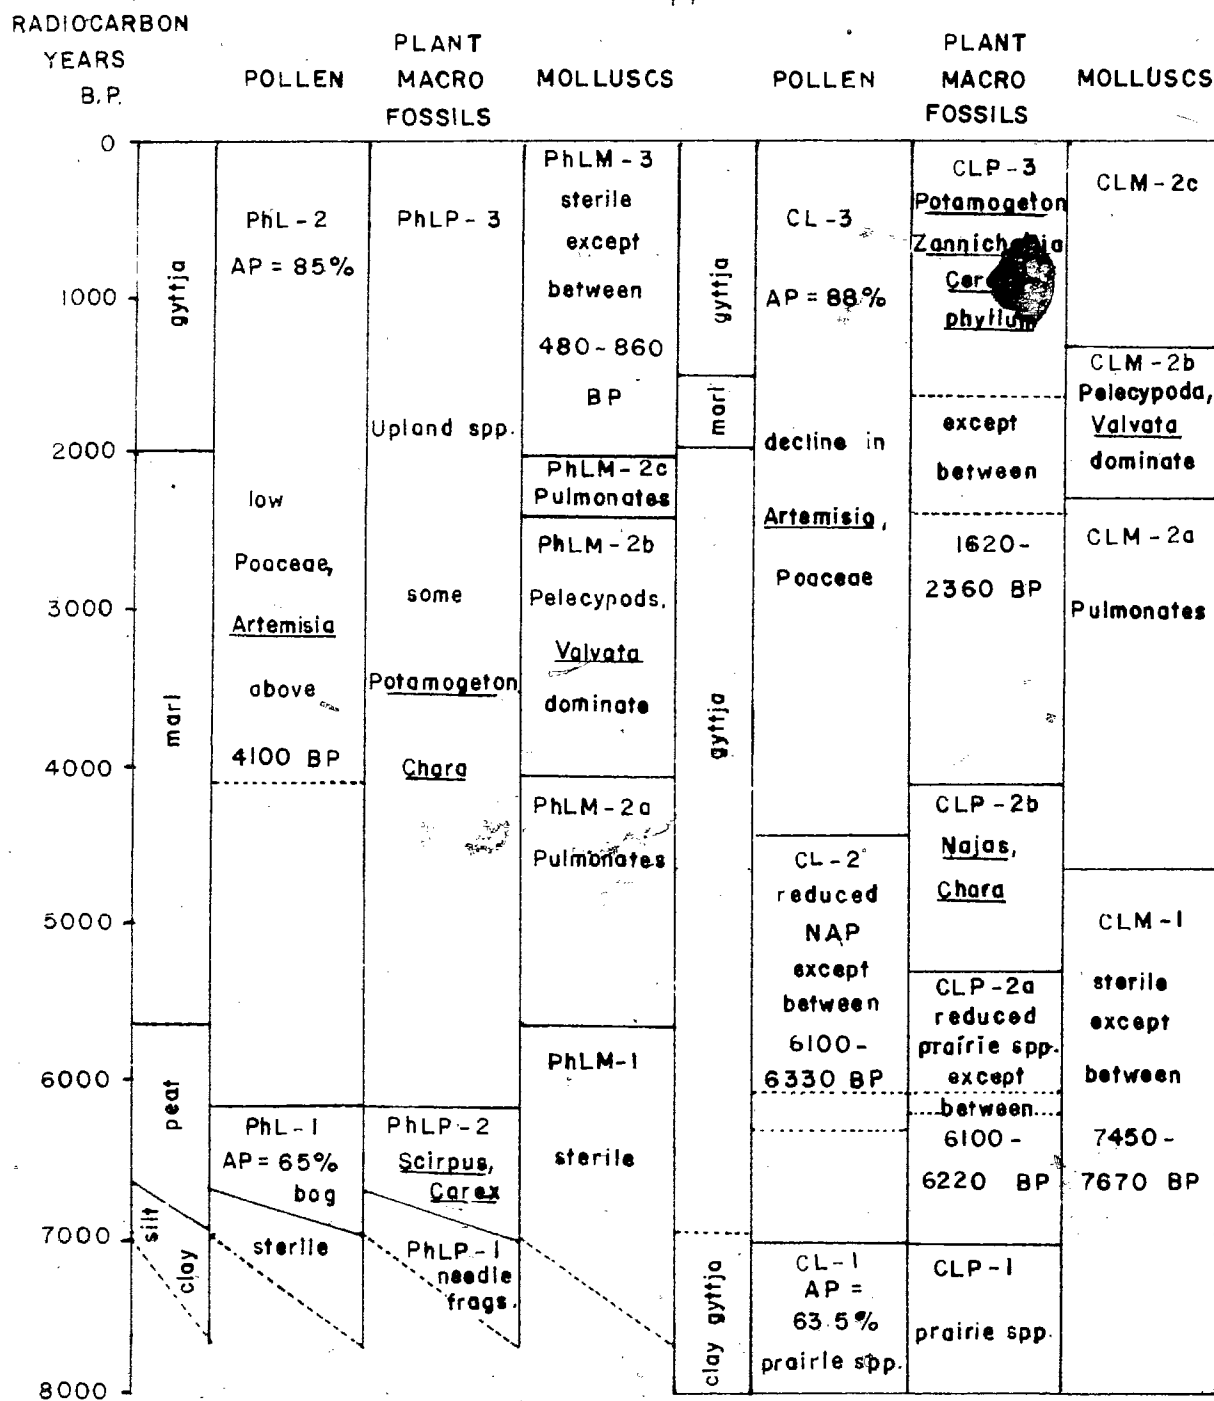 RADIOCARBON
YEARS
B.P.
POLLEN
PLANT
MACRO
FOSSILS
MOLLUSCS
POLLEN
PLANT
MACRO
FOSSILS
MOLLUSCS
0
1000
2000
3000
4000
5000
6000
7000
8000
gyttja
marl
peat
silt
clay
PhL-2
AP = 85%
low
Poaceae,
Artemisia
above
4100 BP
PhL-1
AP = 65%
bog
sterile
PhLP-3
Upland spp.
some
Potamogeton
Chara
PhLP-2
Scirpus,
Carex
PhLP-1
needle
frags.
PhLM-3
sterile
except
between
480-860
BP
PhLM-2c
Pulmonates
PhLM-2b
Pelecypods,
Valvata
dominate
PhLM-2a
Pulmonates
PhLM-1
sterile
gyttja
marl
gyttja
clay gyttja
CL-3
AP = 88%
decline in
Artemisia,
Poaceae
CL-2
reduced
NAP
except
between
6100-
6330 BP
CL-1
AP =
63.5%
prairie spp.
CLP-3
Potamogeton
phyllum
except
between
1620-
2360 BP
CLP-2b
Najas,
Chara
CLP-2a
reduced
prairie spp.
except
between
6100-
6220 BP
CLP-1
prairie spp.
CLM-2c
CLM-2b
Pelecypoda,
Valvata
dominate
CLM-2a
Pulmonates
CLM-1
sterile
except
between
7450-
7670 BP